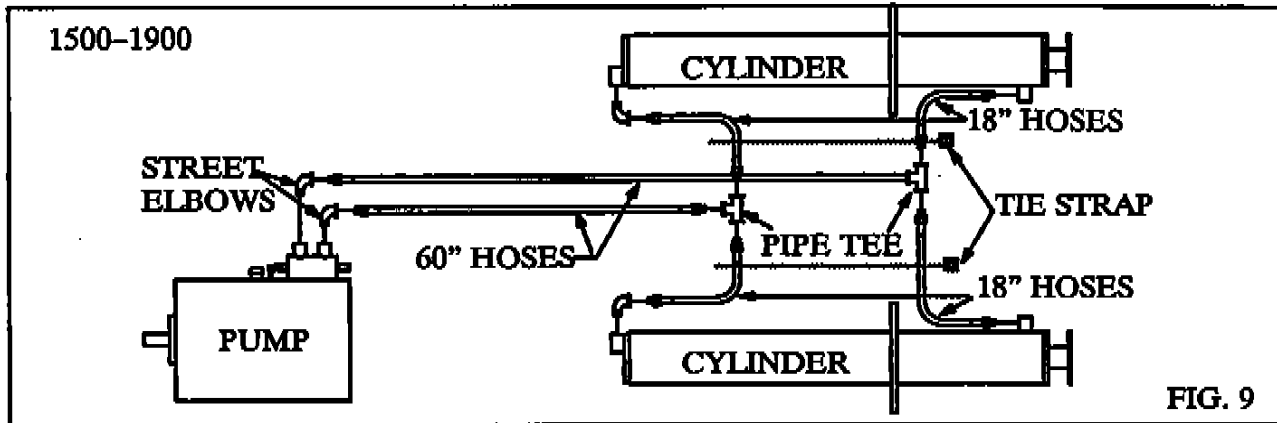 1500–1900
CYLINDER
18” HOSES
STREET
ELBOWS
TIE STRAP
PIPE TEE
60” HOSES
18” HOSES
PUMP
CYLINDER
FIG. 9